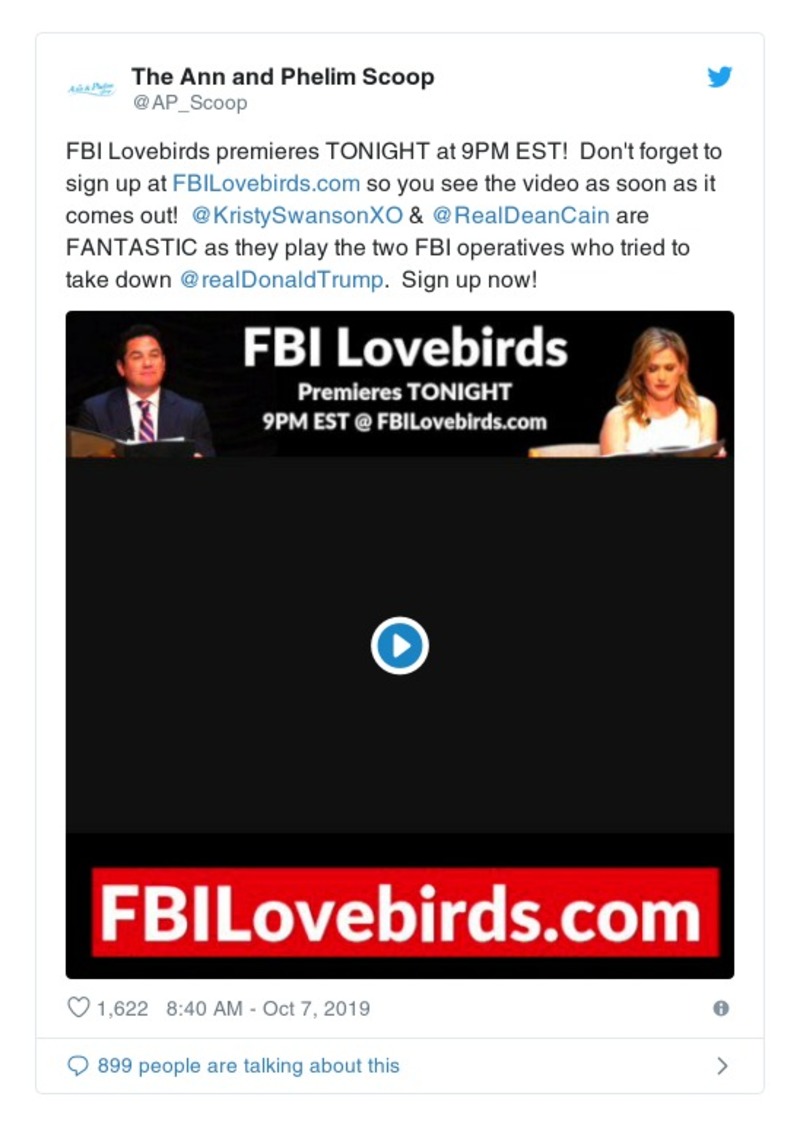 The Ann and Phelim Scoop
@AP_Scoop
FBI Lovebirds premieres TONIGHT at 9PM EST!  Don't forget to
sign up at FBILovebirds.com so you see the video as soon as it
comes out!  @KristySwansonXO & @RealDeanCain are
FANTASTIC as they play the two FBI operatives who tried to
take down @realDonaldTrump.  Sign up now!
FBI Lovebirds
Premieres TONIGHT
9PM EST @ FBILovebirds.com
FBILovebirds.com
1,622 8:40 AM - Oct 7, 2019
899 people are talking about this